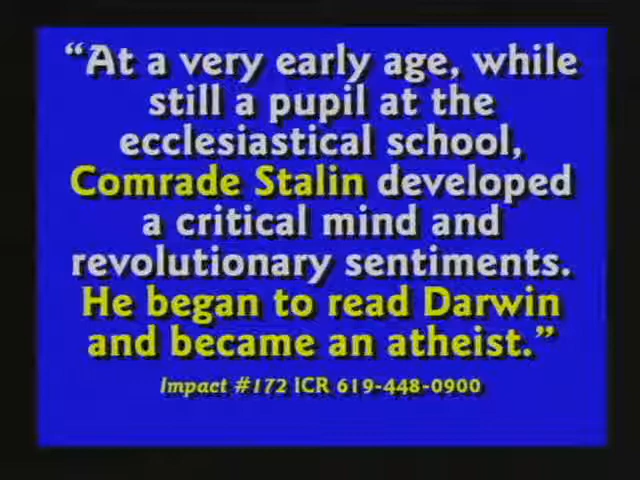 “At a very early age, while
still a pupil at the
ecclesiastical school,
Comrade Stalin developed
a critical mind and
revolutionary sentiments.
He began to read Darwin
and became an atheist.”
Impact #172 ICR 619-448-0900